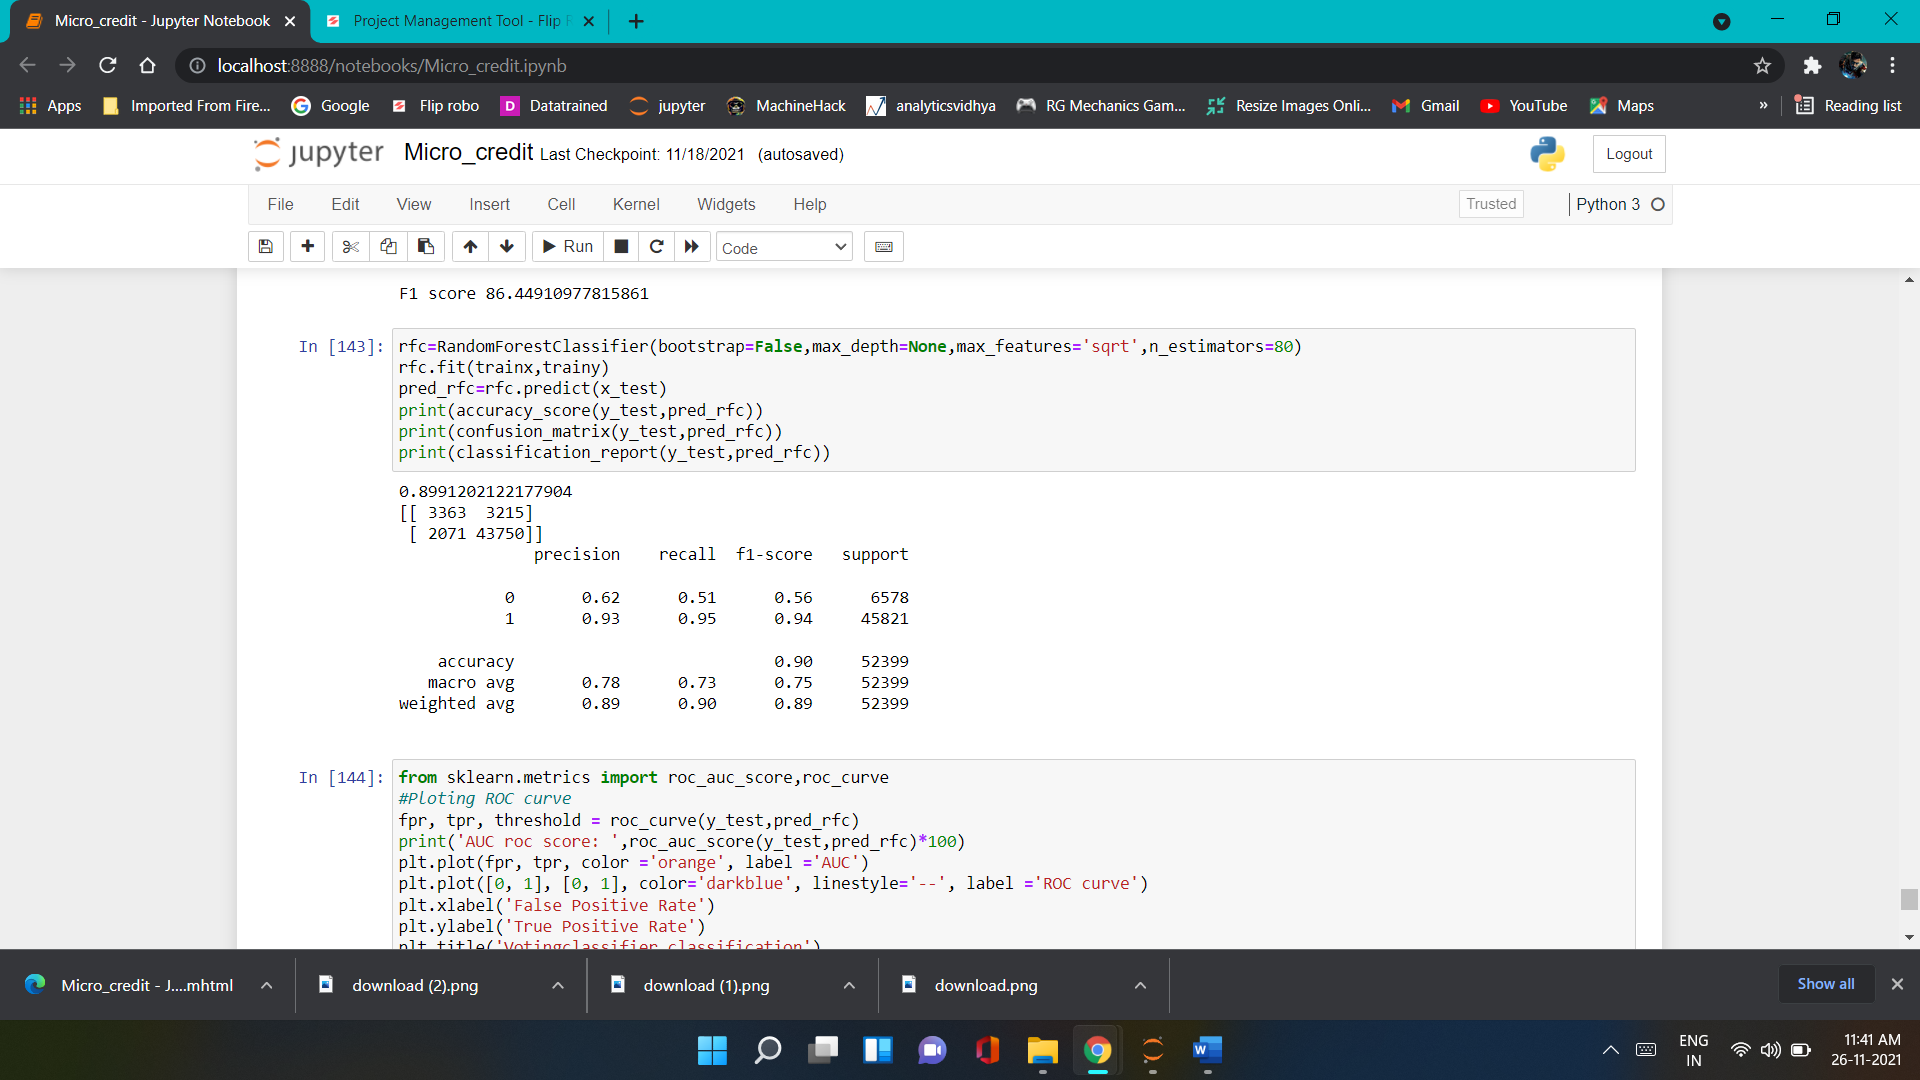 Micro_credit - Jupyter Notebook
Project Management Tool - Flip R
localhost:8888/notebooks/Micro_credit.ipynb
Apps Imported From Fire... Google Flip robo Datatrained jupyter MachineHack analyticsvidhya RG Mechanics Gam... Resize Images Onli... Gmail YouTube Maps » Reading list
jupyter Micro_credit Last Checkpoint: 11/18/2021 (autosaved) Logout
File Edit View Insert Cell Kernel Widgets Help Trusted Python 3
Run Code
F1 score 86.44910977815861
In [143]: rfc=RandomForestClassifier(bootstrap=False,max_depth=None,max_features='sqrt',n_estimators=80)
rfc.fit(trainx,trainy)
pred_rfc=rfc.predict(x_test)
print(accuracy_score(y_test,pred_rfc))
print(confusion_matrix(y_test,pred_rfc))
print(classification_report(y_test,pred_rfc))
0.8991202122177904
[[ 3363  3215]
 [ 2071 43750]]
precision recall f1-score support
0 0.62 0.51 0.56 6578
1 0.93 0.95 0.94 45821
accuracy 0.90 52399
macro avg 0.78 0.73 0.75 52399
weighted avg 0.89 0.90 0.89 52399
In [144]: from sklearn.metrics import roc_auc_score,roc_curve
#Ploting ROC curve
fpr, tpr, threshold = roc_curve(y_test,pred_rfc)
print('AUC roc score: ',roc_auc_score(y_test,pred_rfc)*100)
plt.plot(fpr, tpr, color ='orange', label ='AUC')
plt.plot([0, 1], [0, 1], color='darkblue', linestyle='--', label ='ROC curve')
plt.xlabel('False Positive Rate')
plt.ylabel('True Positive Rate')
plt.title('Votingclassifier classification')
Micro_credit - J....mhtml download (2).png download (1).png download.png Show all
ENG
IN
11:41 AM
26-11-2021